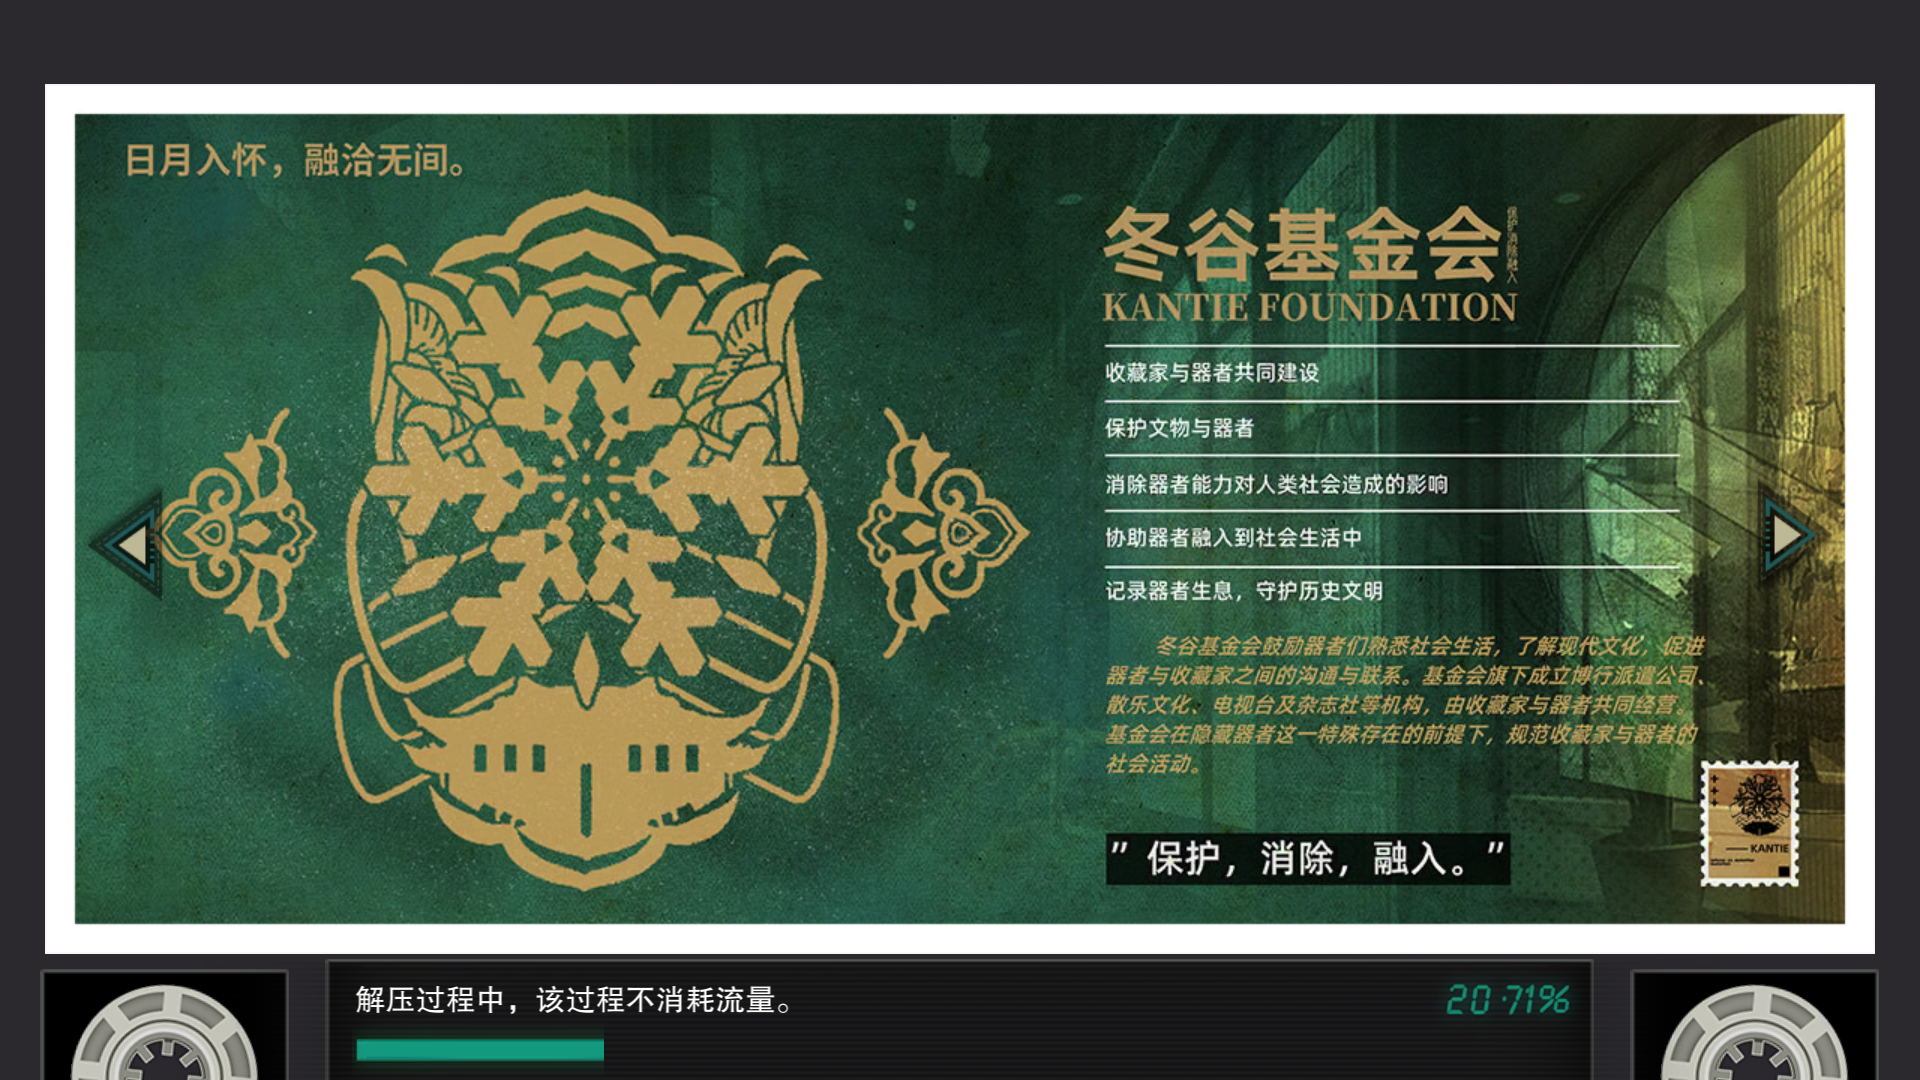 日月入怀，融洽无间。
冬谷基金会
保护消除融入
KANTIE FOUNDATION
收藏家与器者共同建设
保护文物与器者
消除器者能力对人类社会造成的影响
协助器者融入到社会生活中
记录器者生息，守护历史文明
冬谷基金会鼓励器者们熟悉社会生活，了解现代文化，促进
器者与收藏家之间的沟通与联系。基金会旗下成立博行派遣公司、
散乐文化、电视台及杂志社等机构，由收藏家与器者共同经营。
基金会在隐藏器者这一特殊存在的前提下，规范收藏家与器者的
社会活动。
”保护，消除，融入。”
KANTIE
解压过程中，该过程不消耗流量。
20.71%